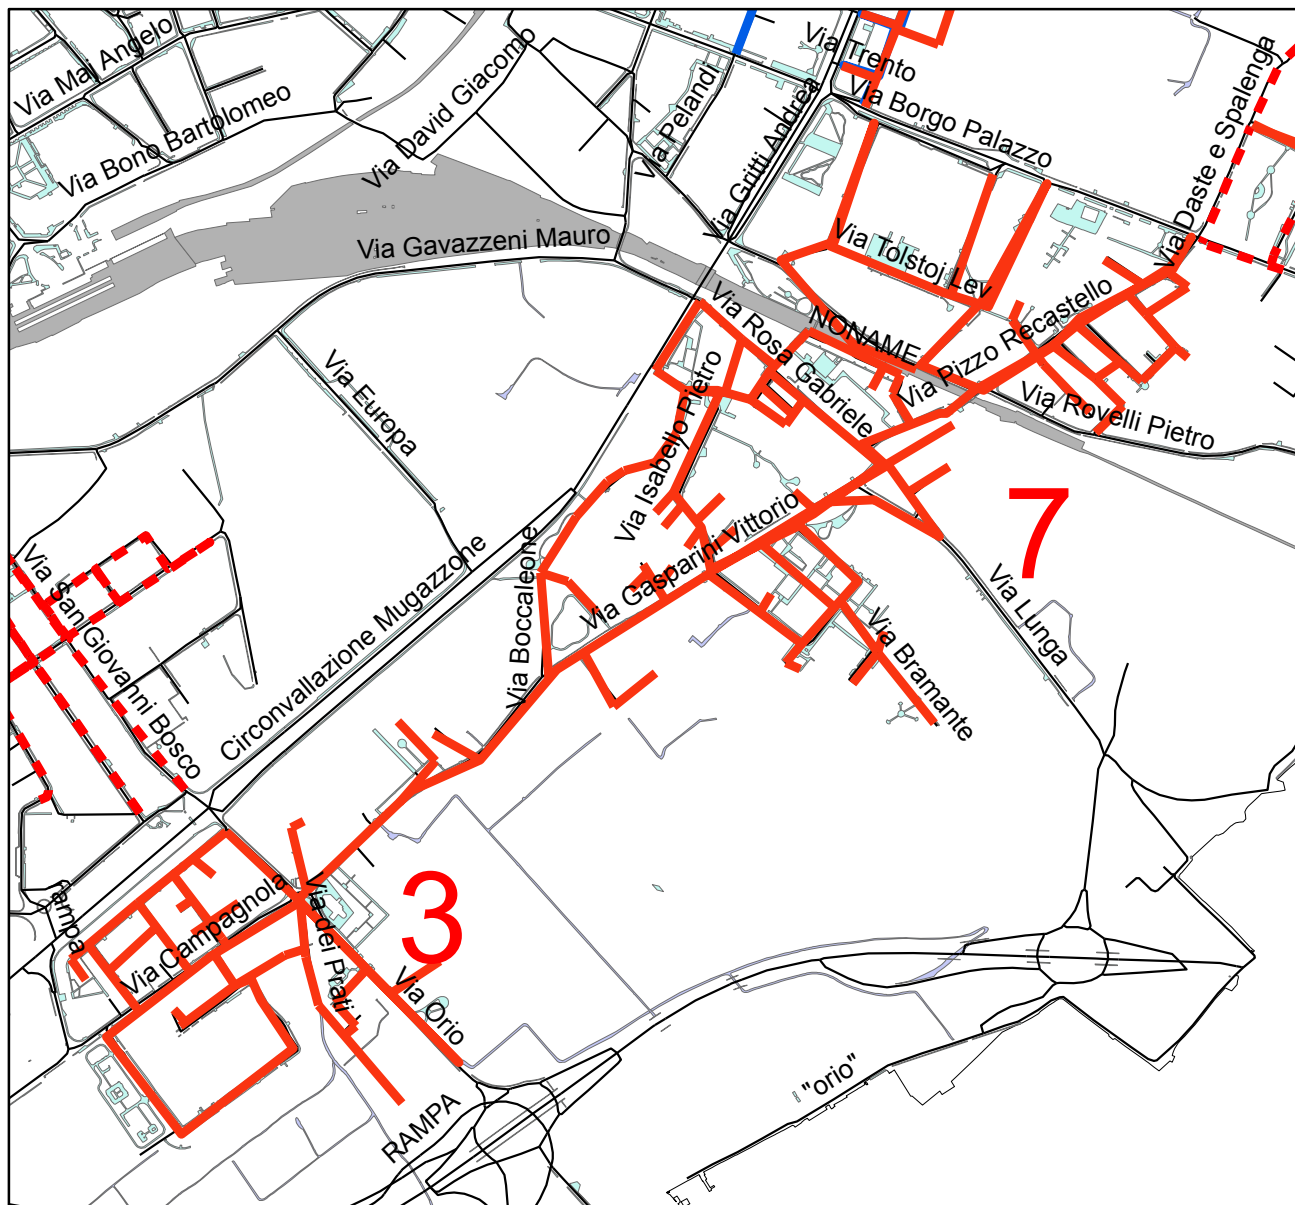 Via Mai Angelo
Via Bono Bartolomeo
Via David Giacomo
Via Pelandi
Via Trento
Via Gritti Andrea
Via Borgo Palazzo
Via Daste e Spalenga
Via Gavazzeni Mauro
Via Tolstoj Lev
Via Rosa Gabriele
NONAME
Via Pizzo Recastello
Via Rovelli Pietro
Via Europa
Via Isabello Pietro
7
Via Gasparini Vittorio
Via Boccaleone
Circonvallazione Mugazzone
Via San Giovanni Bosco
Via Lunga
Via Bramante
3
rampa
Via Campagnola
Via dei Prati
Via Orio
RAMPA
"orio"